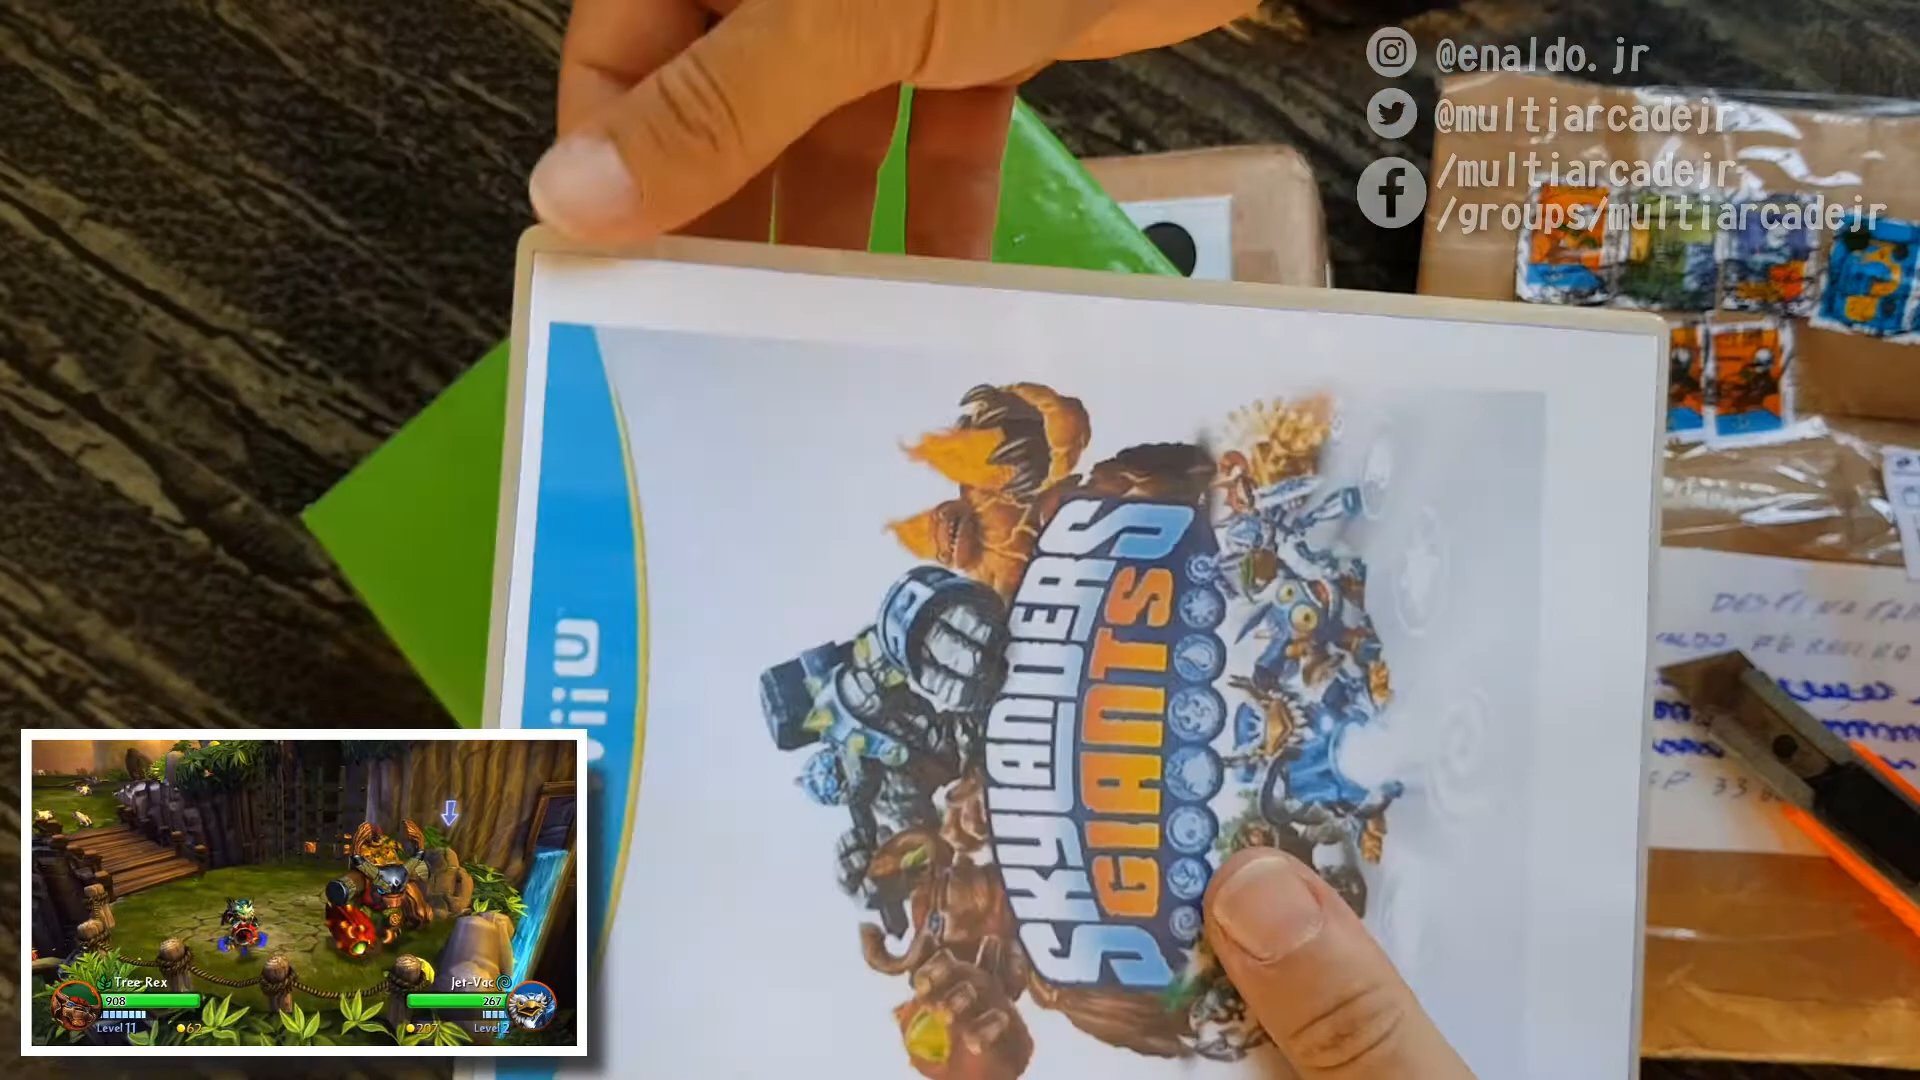 @enaldo.jr
@multiarcadejr
/multiarcadejr
/groups/multiarcadejr
WiiU
SKYLANDERS
GIANTS
Tree Rex
908
Level 11
62
Jet-Vac
267
207
Level 2